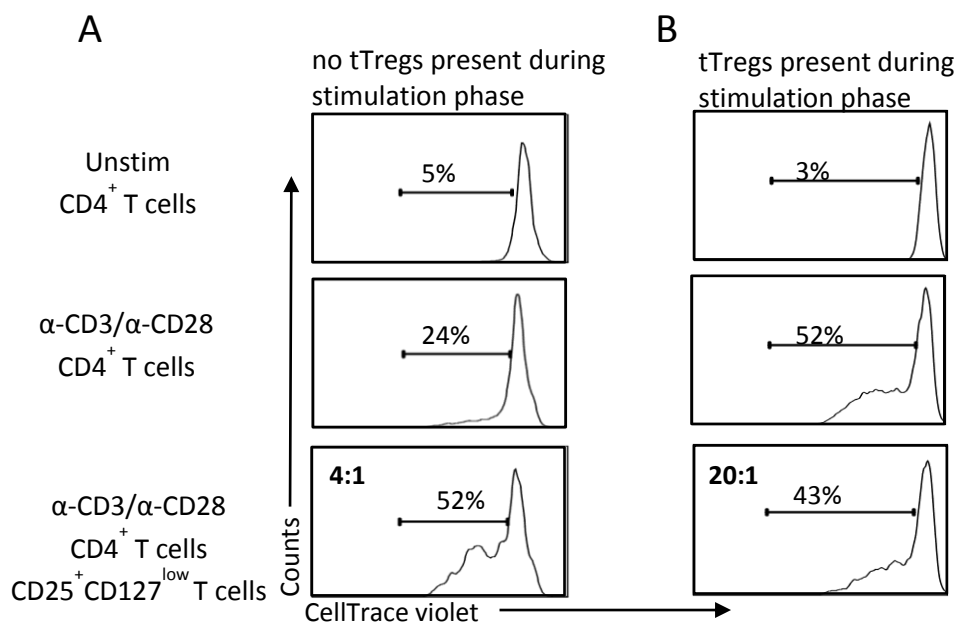 A
B
no tTregs present during
stimulation phase
tTregs present during
stimulation phase
Unstim
CD4⁺ T cells
5%
3%
α-CD3/α-CD28
CD4⁺ T cells
24%
52%
α-CD3/α-CD28
CD4⁺ T cells
CD25⁺CD127ˡᵒʷ T cells
4:1
52%
20:1
43%
Counts
CellTrace violet